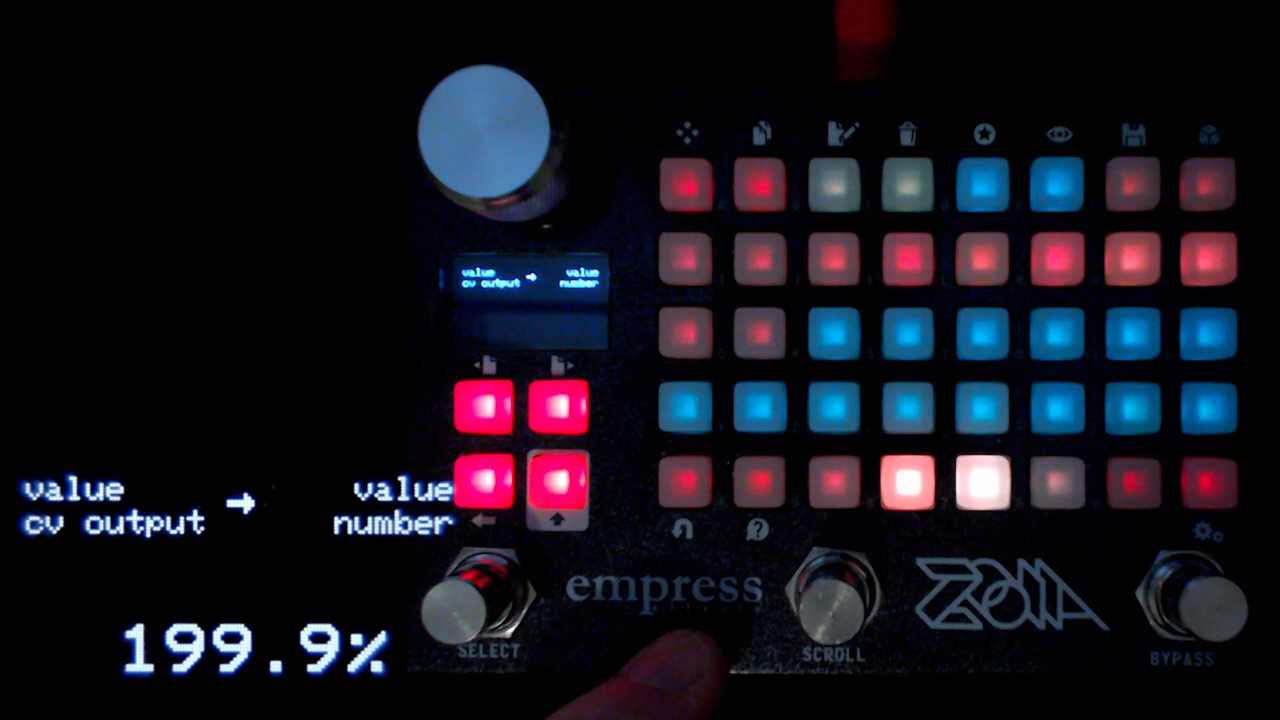 value → value
cv output number
value → value
cv output number
199.9%
empress
ZOIA
SELECT
SCROLL
BYPASS